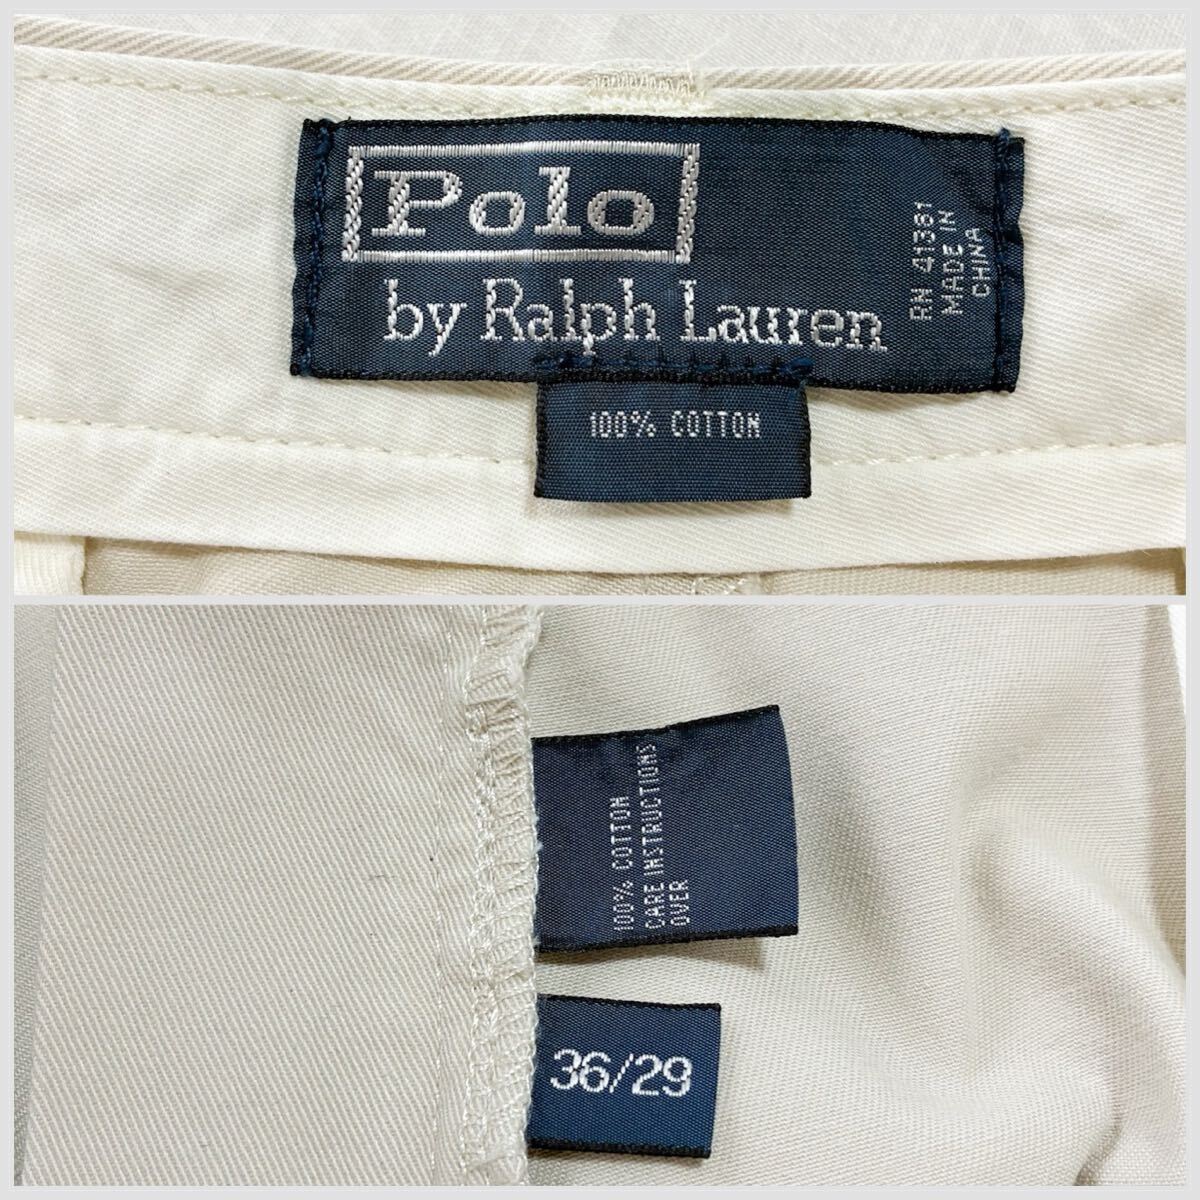 Polo
by Ralph Lauren
RN 41381
MADE IN
CHINA
100% COTTON
100% COTTON
CARE INSTRUCTIONS
OVER
36/29